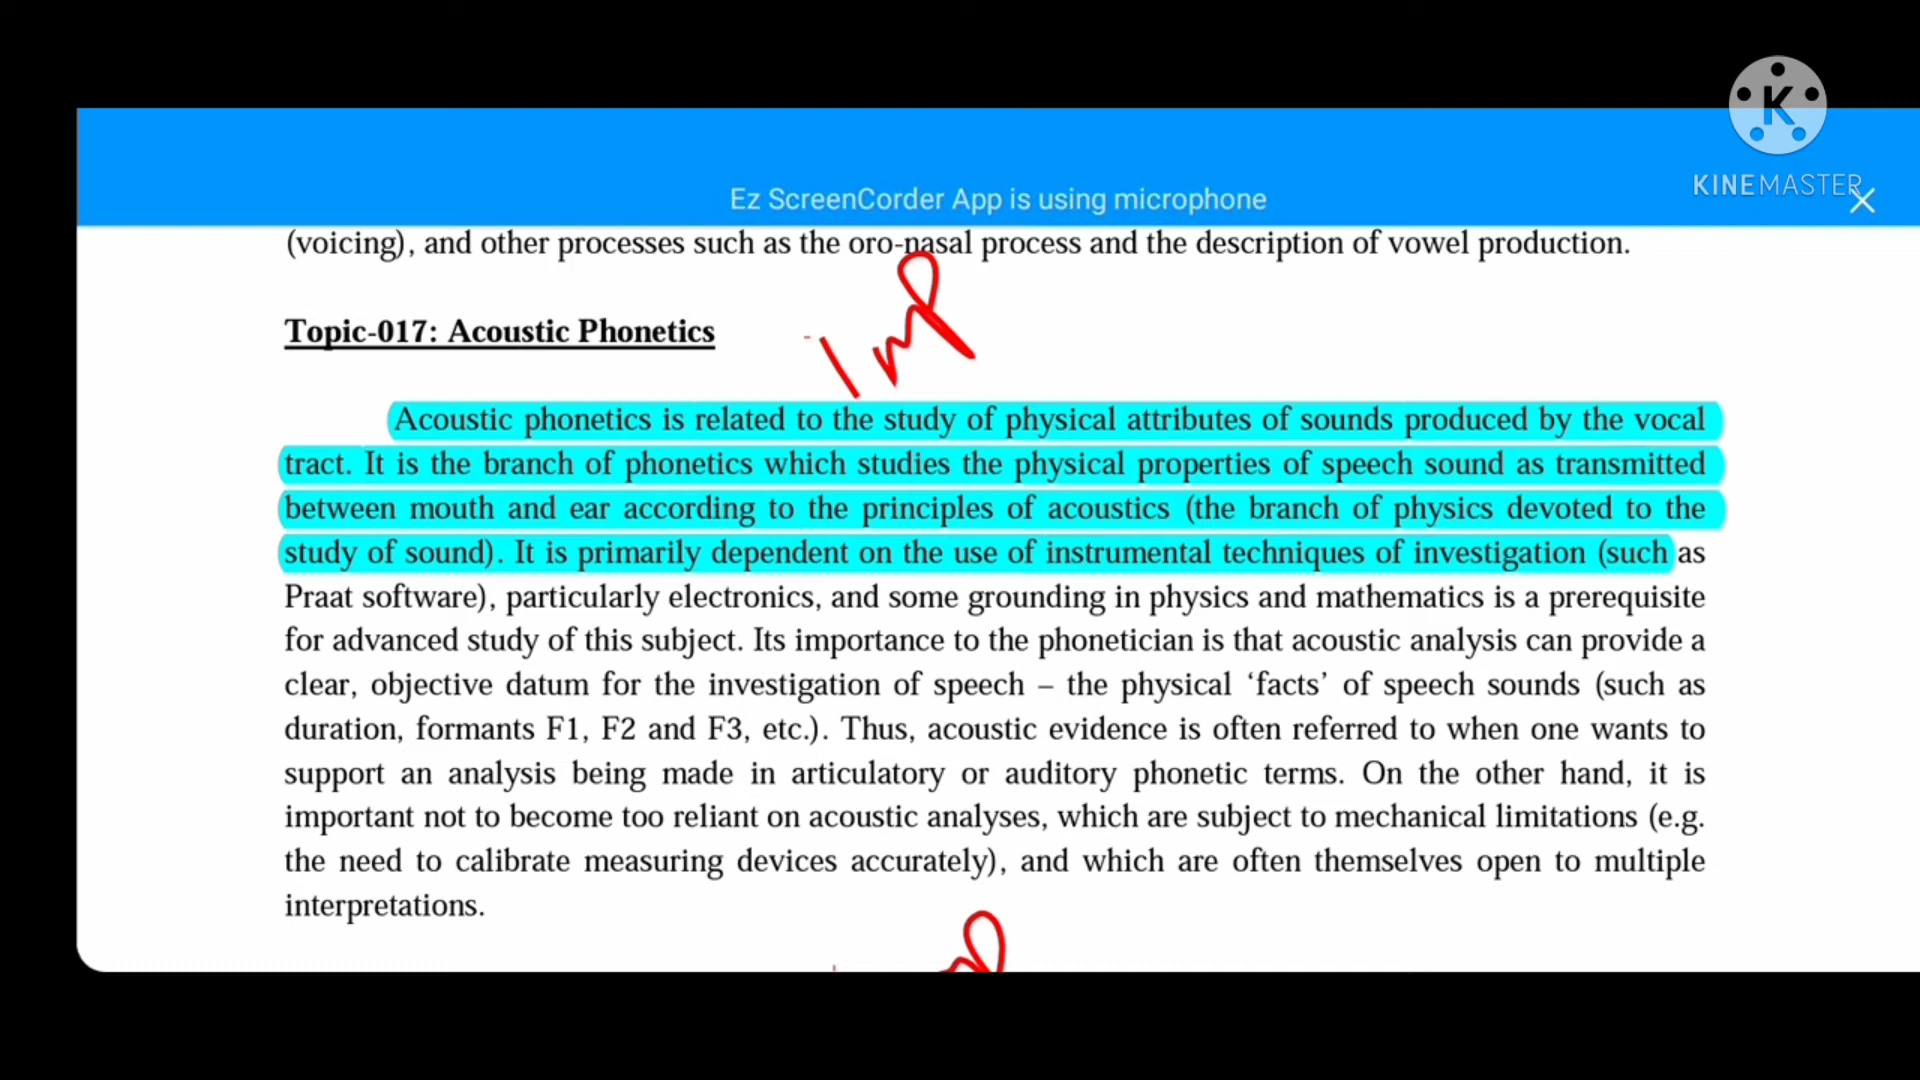 K
KINEMASTER
Ez ScreenCorder App is using microphone
(voicing), and other processes such as the oro-nasal process and the description of vowel production.
Topic-017: Acoustic Phonetics
Imp
Acoustic phonetics is related to the study of physical attributes of sounds produced by the vocal
tract. It is the branch of phonetics which studies the physical properties of speech sound as transmitted
between mouth and ear according to the principles of acoustics (the branch of physics devoted to the
study of sound). It is primarily dependent on the use of instrumental techniques of investigation (such as
Praat software), particularly electronics, and some grounding in physics and mathematics is a prerequisite
for advanced study of this subject. Its importance to the phonetician is that acoustic analysis can provide a
clear, objective datum for the investigation of speech – the physical ‘facts’ of speech sounds (such as
duration, formants F1, F2 and F3, etc.). Thus, acoustic evidence is often referred to when one wants to
support an analysis being made in articulatory or auditory phonetic terms. On the other hand, it is
important not to become too reliant on acoustic analyses, which are subject to mechanical limitations (e.g.
the need to calibrate measuring devices accurately), and which are often themselves open to multiple
interpretations.